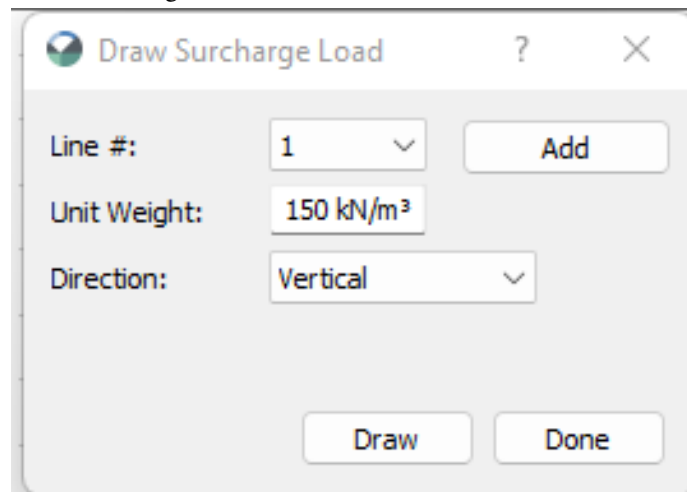 Draw Surcharge Load ?
Line #: 1 Add
Unit Weight: 150 kN/m³
Direction: Vertical
Draw Done